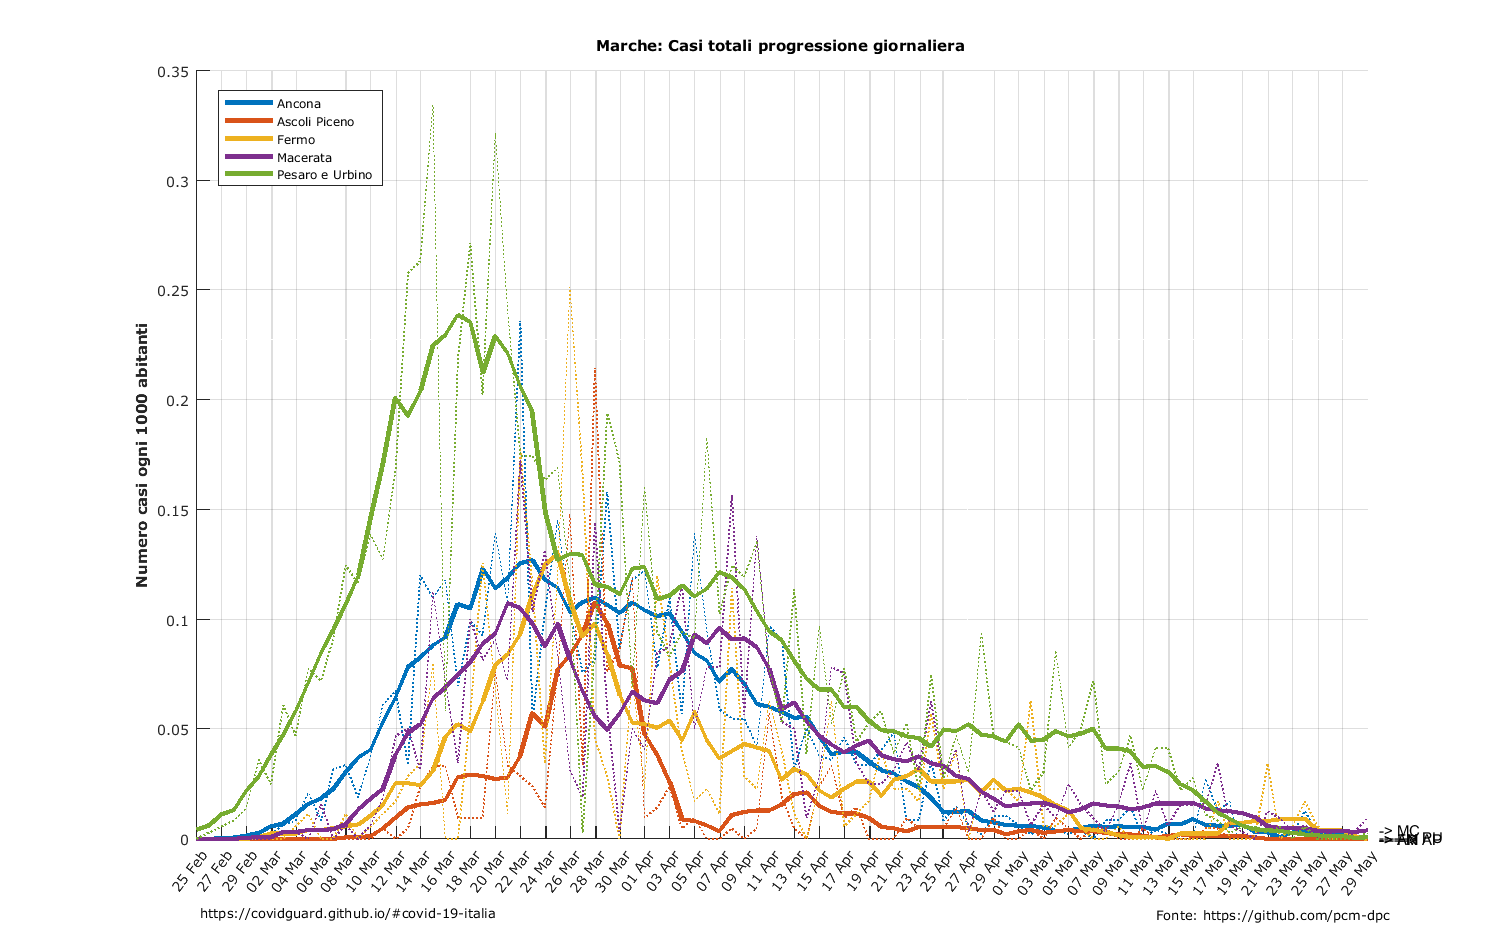 Marche: Casi totali progressione giornaliera
Numero casi ogni 1000 abitanti
0.35
0.3
0.25
0.2
0.15
0.1
0.05
0
Ancona
Ascoli Piceno
Fermo
Macerata
Pesaro e Urbino
-> MC
25 Feb
27 Feb
29 Feb
02 Mar
04 Mar
06 Mar
08 Mar
10 Mar
12 Mar
14 Mar
16 Mar
18 Mar
20 Mar
22 Mar
24 Mar
26 Mar
28 Mar
30 Mar
01 Apr
03 Apr
05 Apr
07 Apr
09 Apr
11 Apr
13 Apr
15 Apr
17 Apr
19 Apr
21 Apr
23 Apr
25 Apr
27 Apr
29 Apr
01 May
03 May
05 May
07 May
09 May
11 May
13 May
15 May
17 May
19 May
21 May
23 May
25 May
27 May
29 May
https://covidguard.github.io/#covid-19-italia
Fonte: https://github.com/pcm-dpc